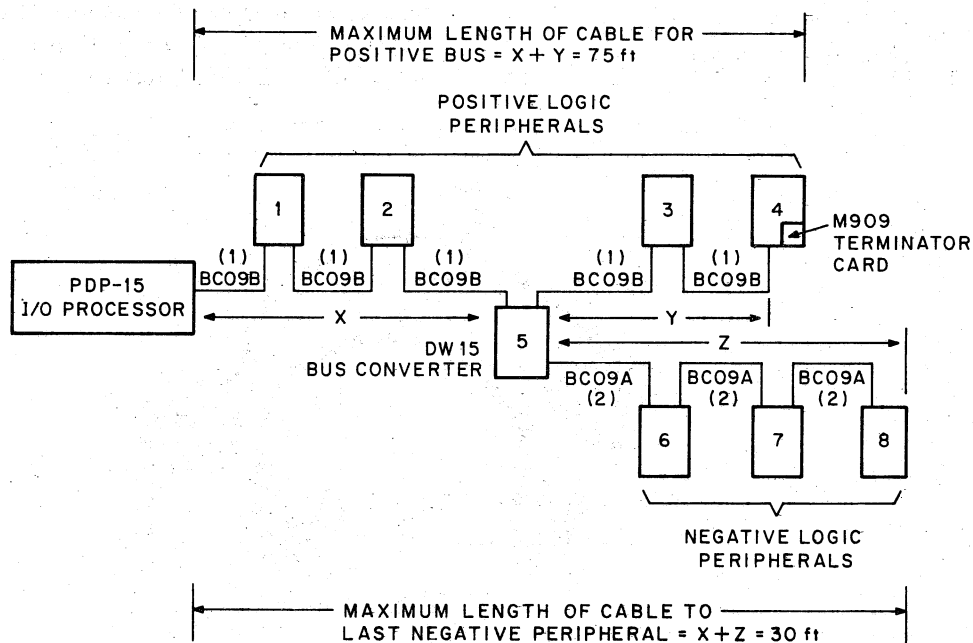 MAXIMUM LENGTH OF CABLE FOR
POSITIVE BUS = X + Y = 75 ft
POSITIVE LOGIC
PERIPHERALS
1
2
3
4
M909
TERMINATOR
CARD
(1)
BC09B
(1)
BC09B
(1)
BC09B
(1)
BC09B
(1)
BC09B
PDP-15
I/O PROCESSOR
X
5
Y
Z
DW15
BUS CONVERTER
BC09A
(2)
BC09A
(2)
BC09A
(2)
6
7
8
NEGATIVE LOGIC
PERIPHERALS
MAXIMUM LENGTH OF CABLE TO
LAST NEGATIVE PERIPHERAL = X + Z = 30 ft